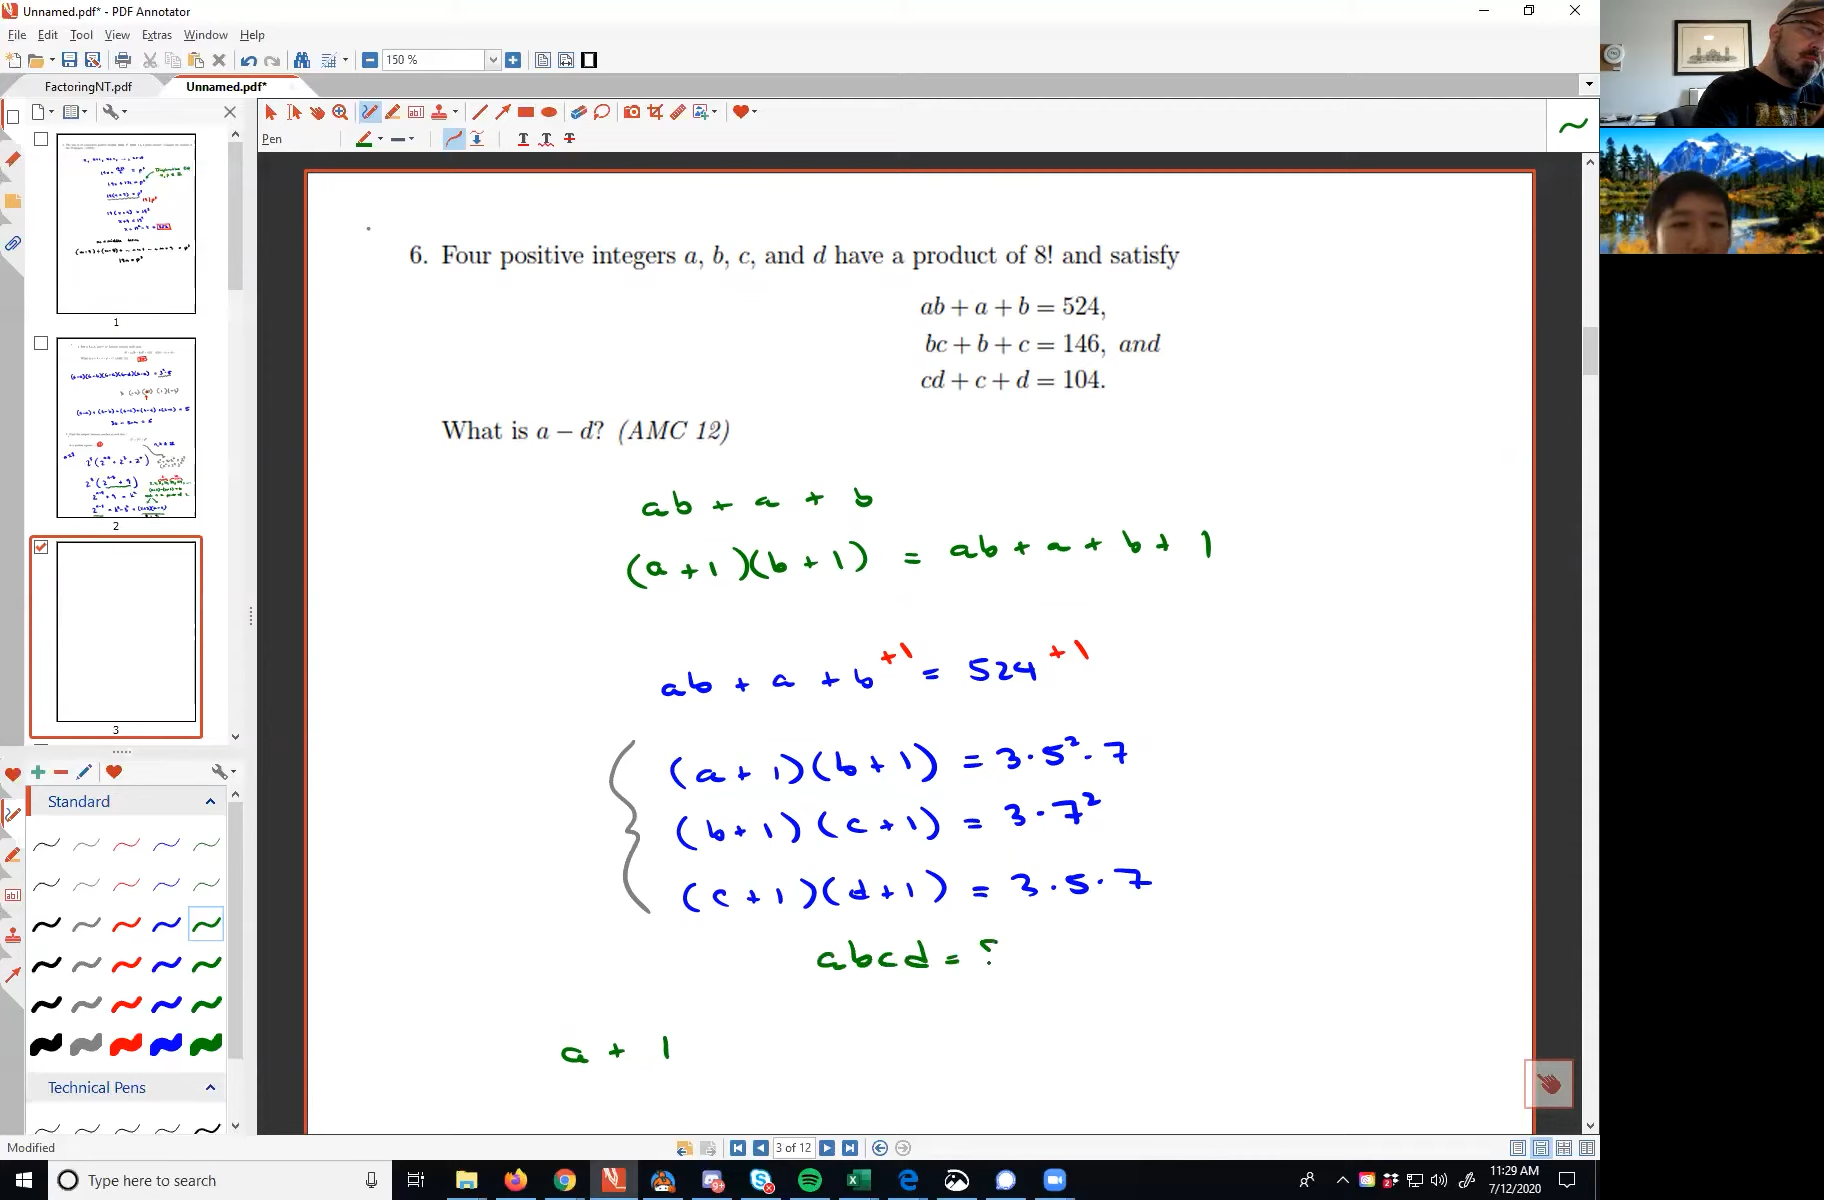 Unnamed.pdf* - PDF Annotator
File Edit Tool View Extras Window Help
150 %
FactoringNT.pdf Unnamed.pdf*
Pen
1
2
3
6. Four positive integers a, b, c, and d have a product of 8! and satisfy
ab + a + b = 524,
bc + b + c = 146, and
cd + c + d = 104.
What is a − d? (AMC 12)
ab + a + b
(a + 1)(b + 1) = ab + a + b + 1
ab + a + b +1 = 524 +1
(a + 1)(b + 1) = 3 · 5² · 7
(b + 1)(c + 1) = 3 · 7²
(c + 1)(d + 1) = 3 · 5 · 7
abcd = ?
a + 1
Standard
Technical Pens
Modified
3 of 12
Type here to search
11:29 AM
7/12/2020